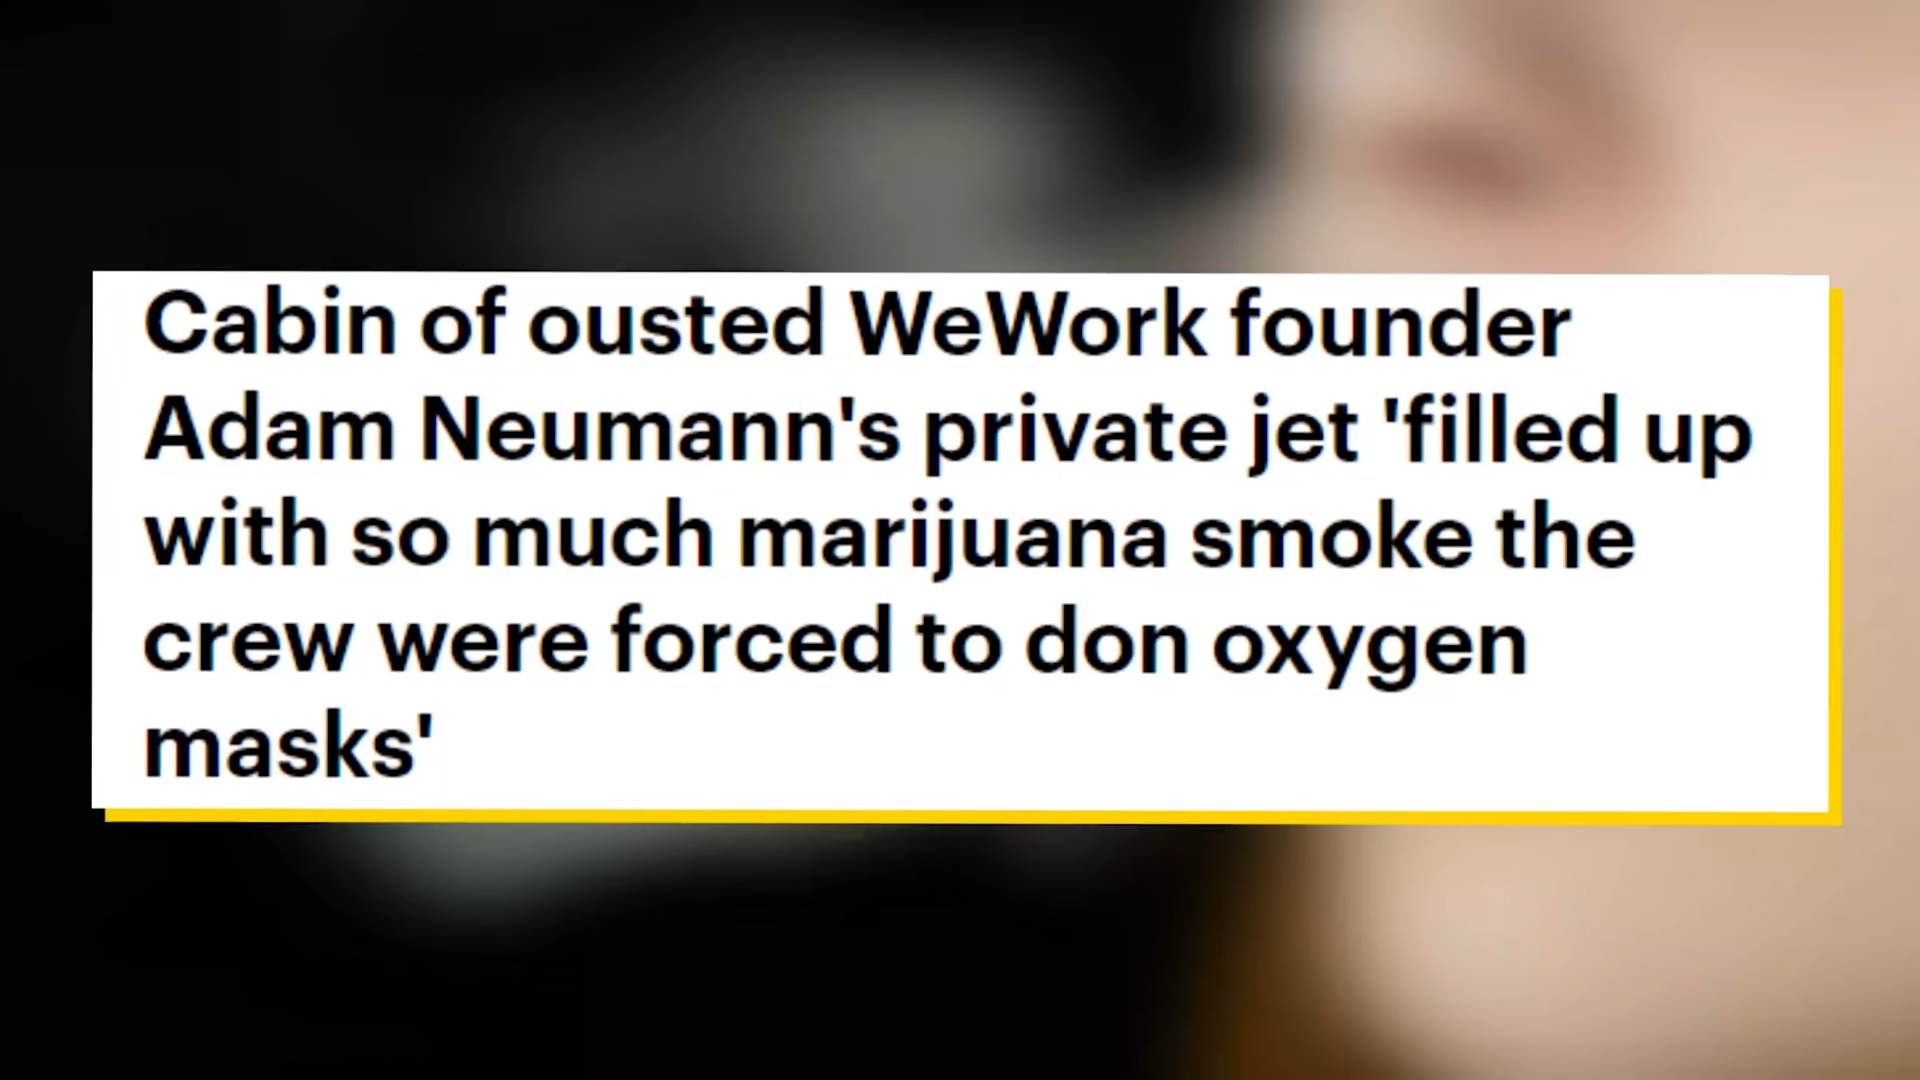 Cabin of ousted WeWork founder
Adam Neumann's private jet 'filled up
with so much marijuana smoke the
crew were forced to don oxygen
masks'